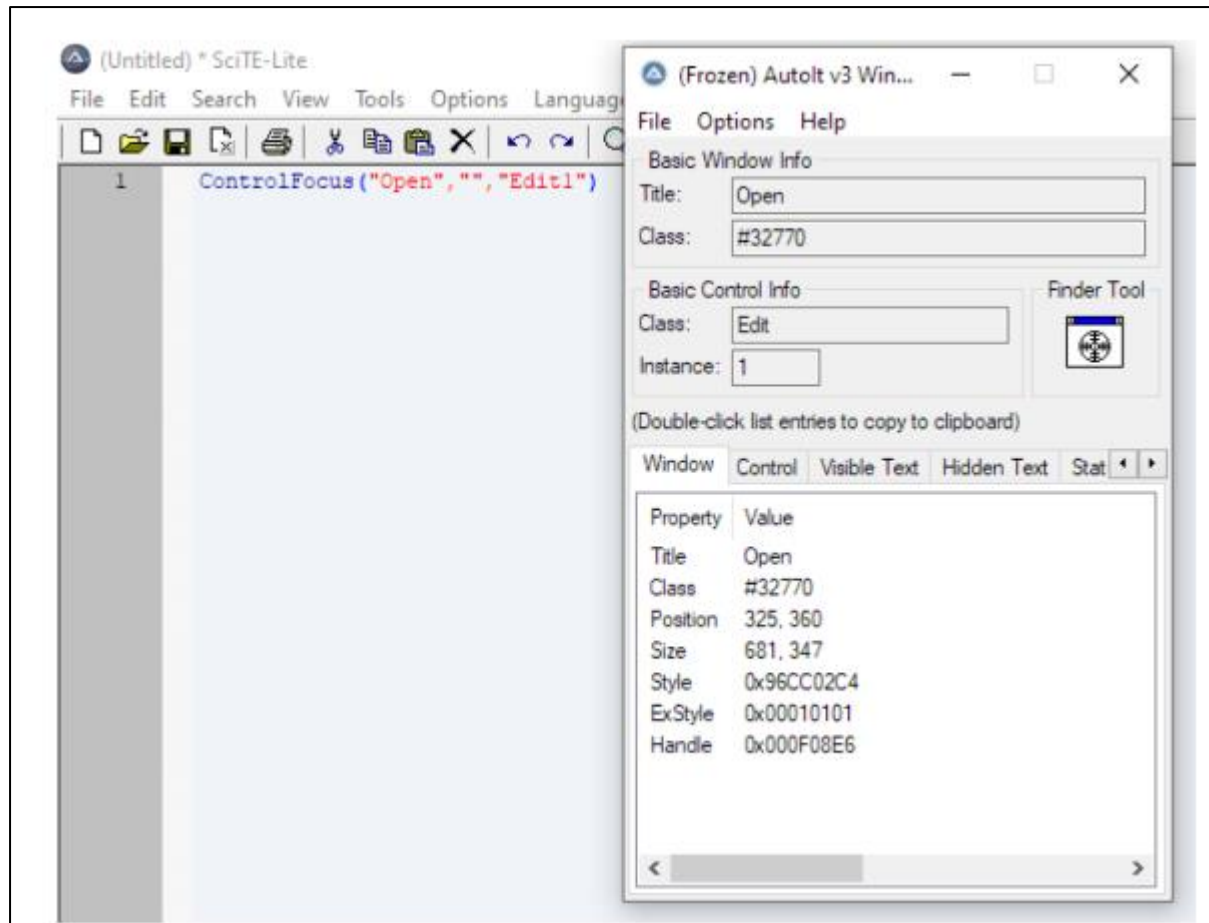 (Untitled) * SciTE-Lite
File Edit Search View Tools Options Languag
1 ControlFocus("Open","","Edit1")
(Frozen) AutoIt v3 Win...
File Options Help
Basic Window Info
Title: Open
Class: #32770
Basic Control Info
Finder Tool
Class: Edit
Instance: 1
(Double-click list entries to copy to clipboard)
Window Control Visible Text Hidden Text Stat
Property Value
Title Open
Class #32770
Position 325, 360
Size 681, 347
Style 0x96CC02C4
ExStyle 0x00010101
Handle 0x000F08E6